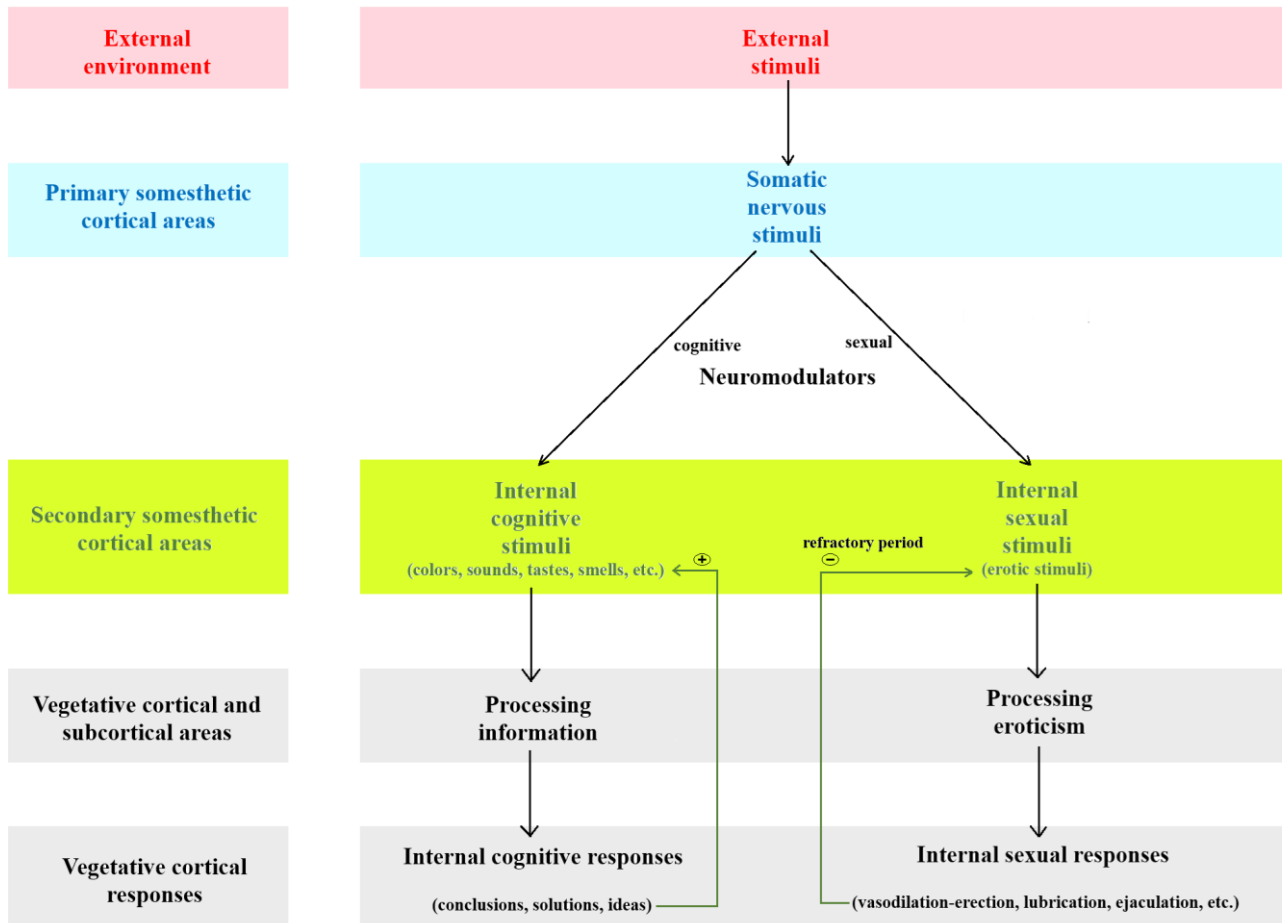 External
environment
External
stimuli
Primary somesthetic
cortical areas
Somatic
nervous
stimuli
cognitive
sexual
Neuromodulators
Secondary somesthetic
cortical areas
Internal
cognitive
stimuli
(colors, sounds, tastes, smells, etc.)
+
refractory period
−
Internal
sexual
stimuli
(erotic stimuli)
Vegetative cortical and
subcortical areas
Processing
information
Processing
eroticism
Vegetative cortical
responses
Internal cognitive responses
(conclusions, solutions, ideas)
Internal sexual responses
(vasodilation-erection, lubrication, ejaculation, etc.)